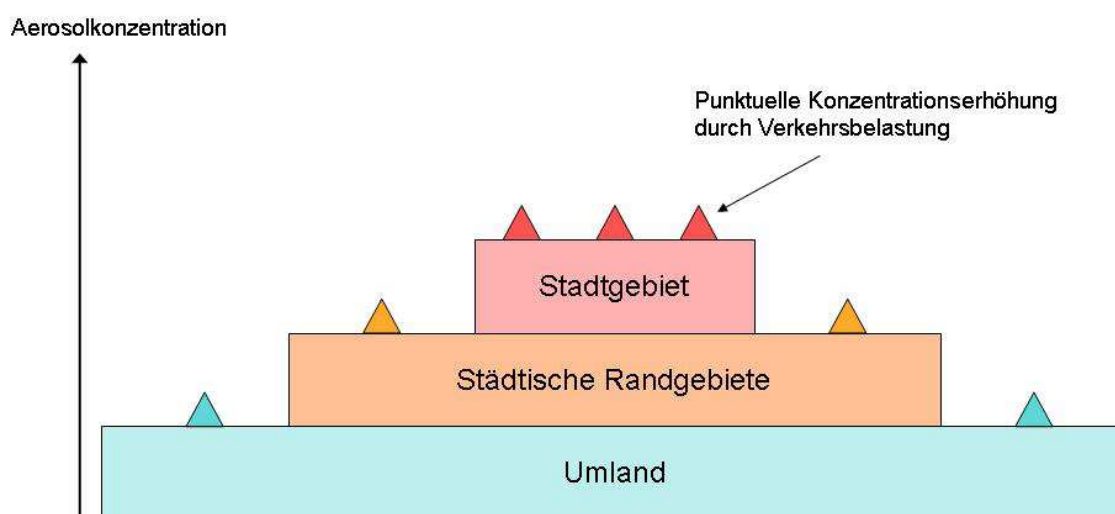 Aerosolkonzentration
Punktuelle Konzentrationserhöhung
durch Verkehrsbelastung
Stadtgebiet
Städtische Randgebiete
Umland